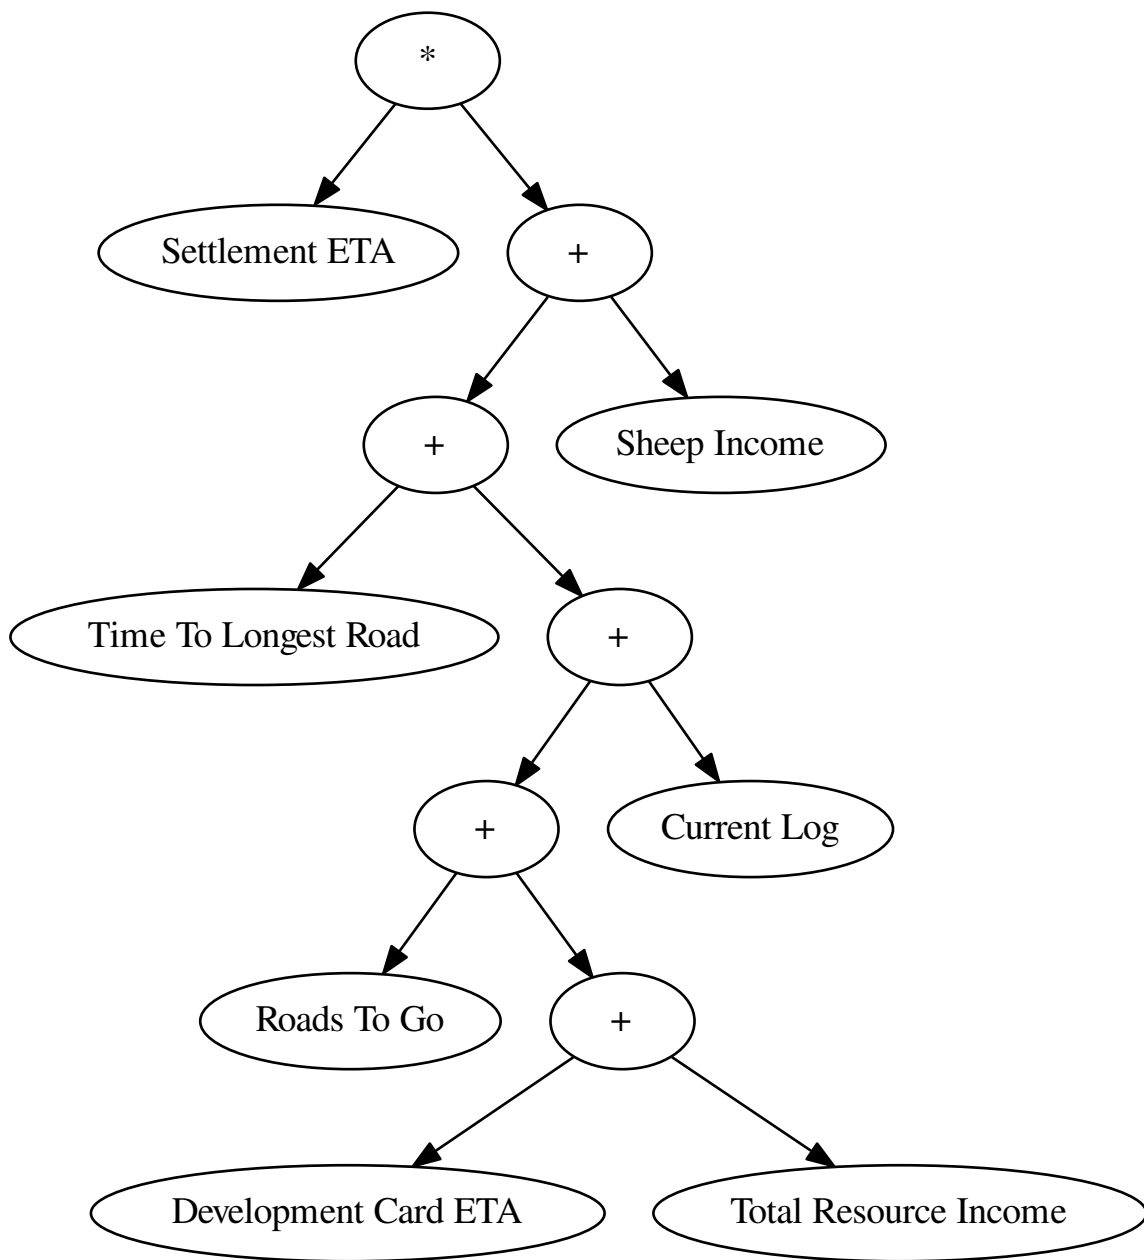 *
Settlement ETA
+
+
Sheep Income
Time To Longest Road
+
+
Current Log
Roads To Go
+
Development Card ETA
Total Resource Income